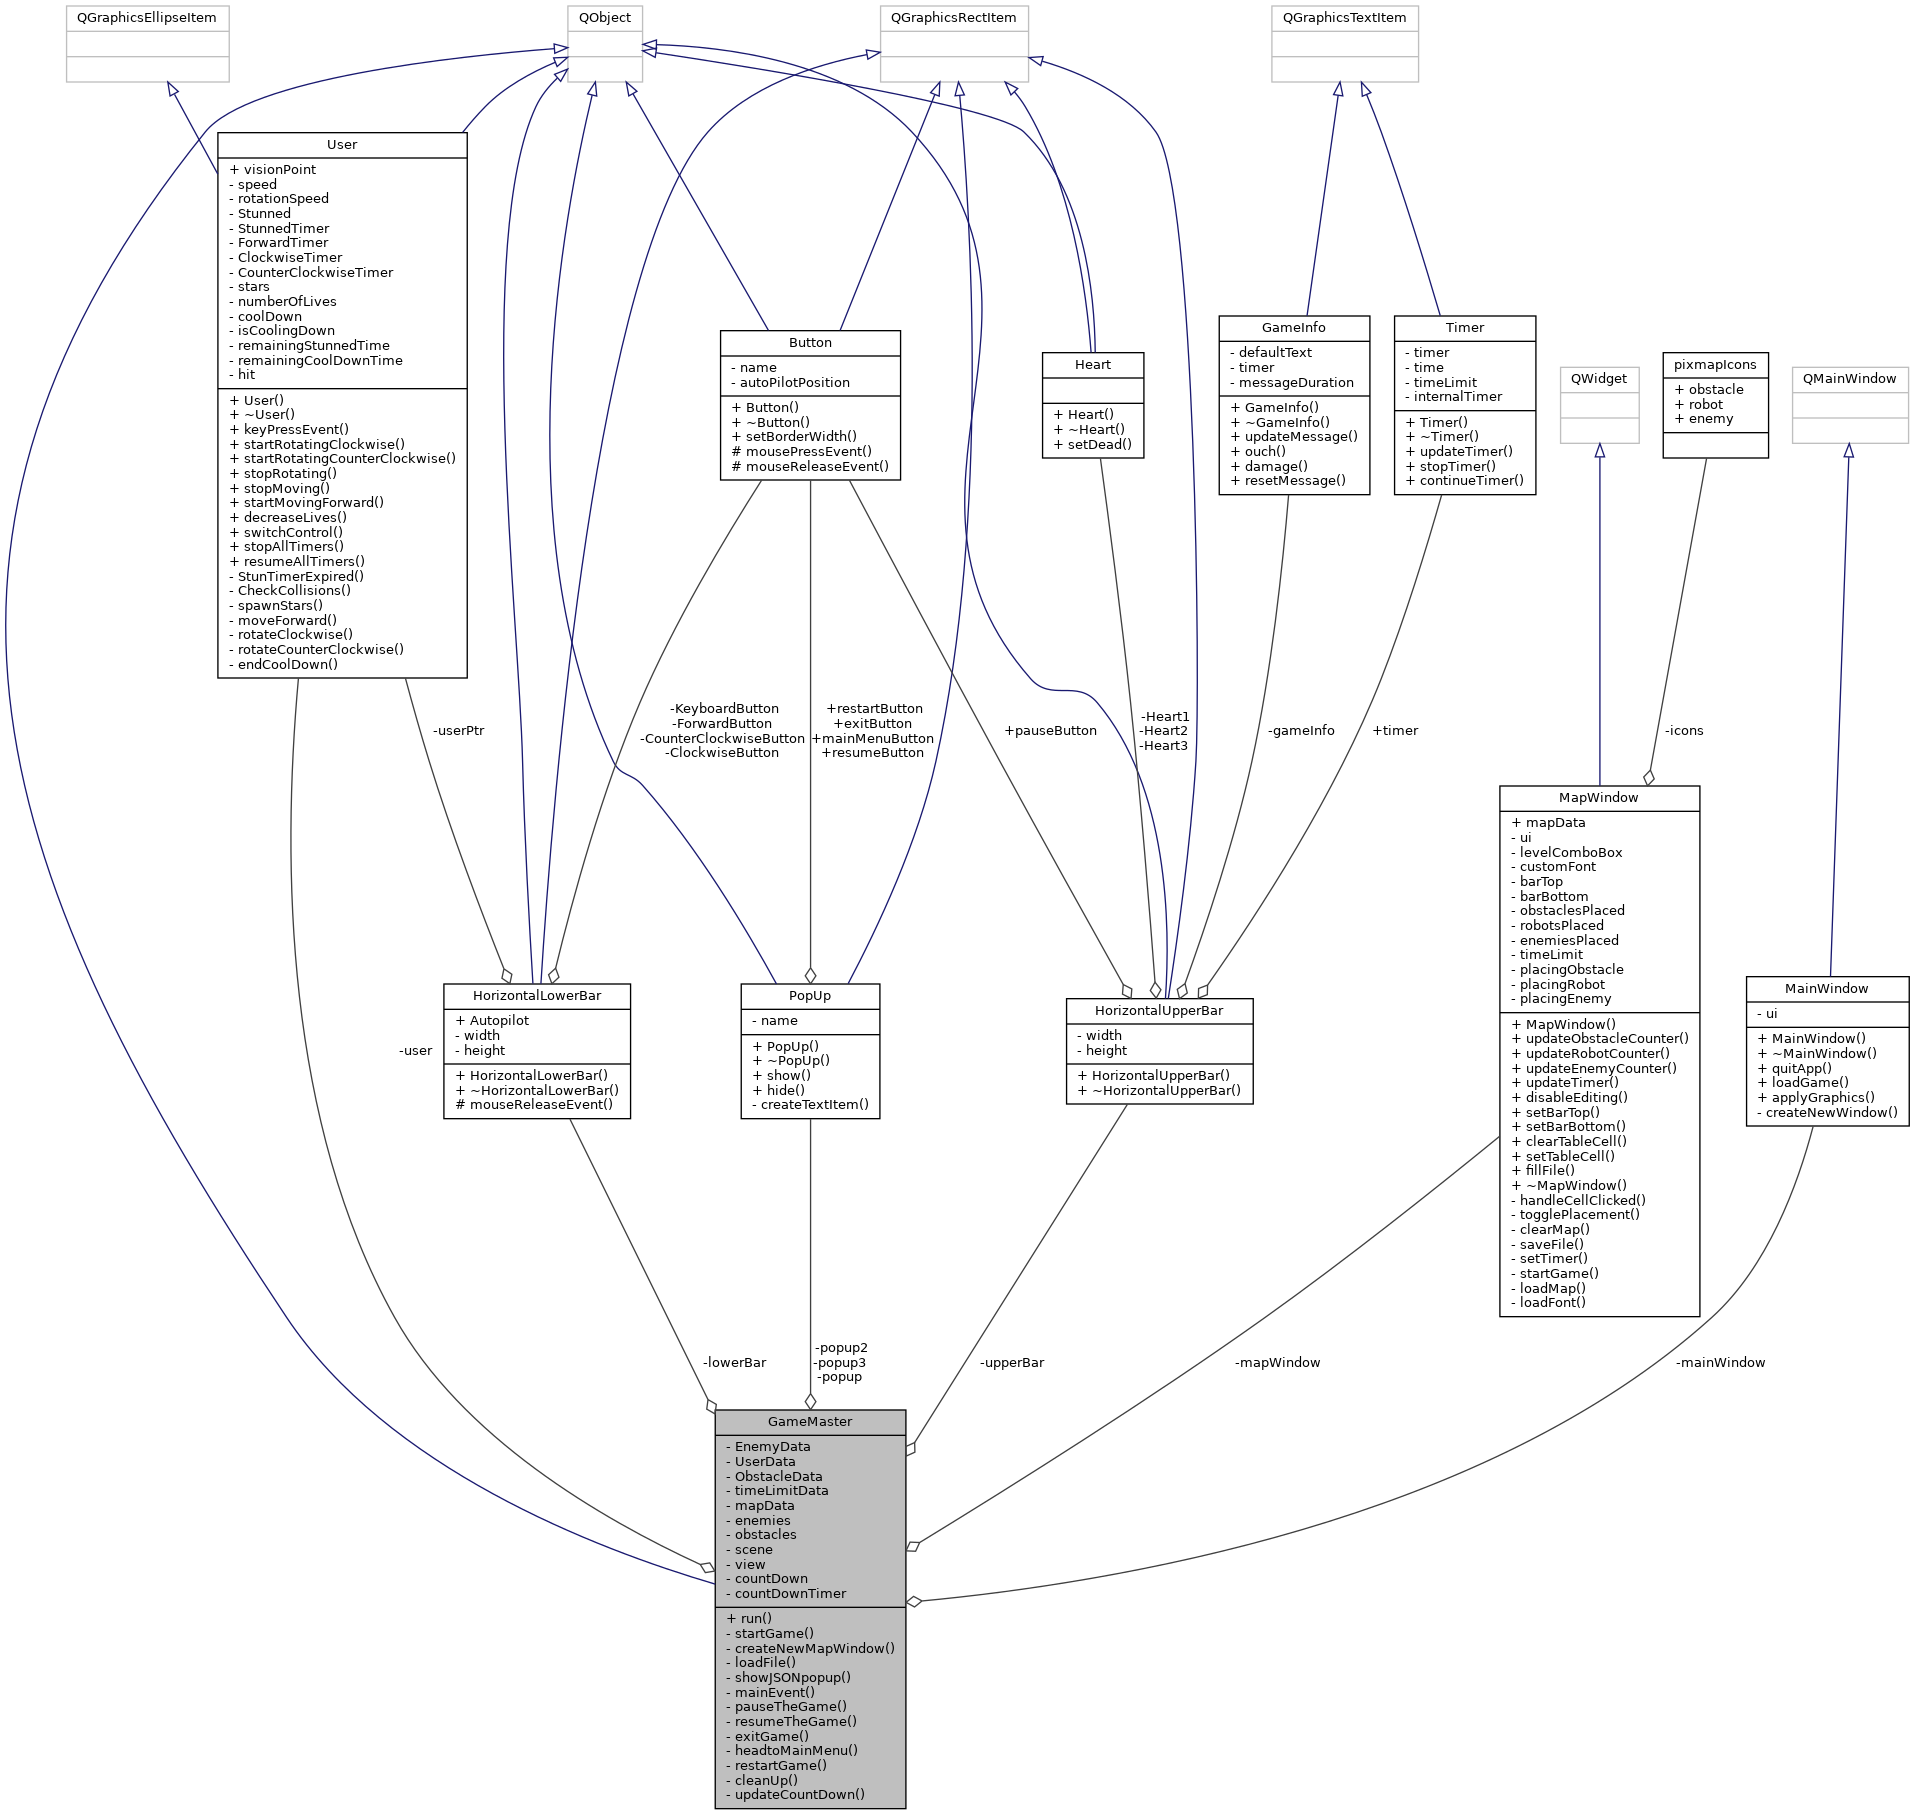 QGraphicsEllipseItem
QObject
QGraphicsRectItem
QGraphicsTextItem
User
+ visionPoint
- speed
- rotationSpeed
- Stunned
- StunnedTimer
- ForwardTimer
- ClockwiseTimer
- CounterClockwiseTimer
- stars
- numberOfLives
- coolDown
- isCoolingDown
- remainingStunnedTime
- remainingCoolDownTime
- hit
+ User()
+ ~User()
+ keyPressEvent()
+ startRotatingClockwise()
+ startRotatingCounterClockwise()
+ stopRotating()
+ stopMoving()
+ startMovingForward()
+ decreaseLives()
+ switchControl()
+ stopAllTimers()
+ resumeAllTimers()
- StunTimerExpired()
- CheckCollisions()
- spawnStars()
- moveForward()
- rotateClockwise()
- rotateCounterClockwise()
- endCoolDown()
Button
- name
- autoPilotPosition
+ Button()
+ ~Button()
+ setBorderWidth()
# mousePressEvent()
# mouseReleaseEvent()
Heart
+ Heart()
+ ~Heart()
+ setDead()
GameInfo
- defaultText
- timer
- messageDuration
+ GameInfo()
+ ~GameInfo()
+ updateMessage()
+ ouch()
+ damage()
+ resetMessage()
Timer
- timer
- time
- timeLimit
- internalTimer
+ Timer()
+ ~Timer()
+ updateTimer()
+ stopTimer()
+ continueTimer()
QWidget
pixmapIcons
+ obstacle
+ robot
+ enemy
QMainWindow
-userPtr
-KeyboardButton
-ForwardButton
-CounterClockwiseButton
-ClockwiseButton
+restartButton
+exitButton
+mainMenuButton
+resumeButton
+pauseButton
-Heart1
-Heart2
-Heart3
-gameInfo
+timer
-icons
MapWindow
+ mapData
- ui
- levelComboBox
- customFont
- barTop
- barBottom
- obstaclesPlaced
- robotsPlaced
- enemiesPlaced
- timeLimit
- placingObstacle
- placingRobot
- placingEnemy
+ MapWindow()
+ updateObstacleCounter()
+ updateRobotCounter()
+ updateEnemyCounter()
+ updateTimer()
+ disableEditing()
+ setBarTop()
+ setBarBottom()
+ clearTableCell()
+ setTableCell()
+ fillFile()
+ ~MapWindow()
- handleCellClicked()
- togglePlacement()
- clearMap()
- saveFile()
- setTimer()
- startGame()
- loadMap()
- loadFont()
-user
HorizontalLowerBar
+ Autopilot
- width
- height
+ HorizontalLowerBar()
+ ~HorizontalLowerBar()
# mouseReleaseEvent()
PopUp
- name
+ PopUp()
+ ~PopUp()
+ show()
+ hide()
- createTextItem()
HorizontalUpperBar
- width
- height
+ HorizontalUpperBar()
+ ~HorizontalUpperBar()
MainWindow
- ui
+ MainWindow()
+ ~MainWindow()
+ quitApp()
+ loadGame()
+ applyGraphics()
- createNewWindow()
-lowerBar
-popup2
-popup3
-popup
-upperBar
-mapWindow
-mainWindow
GameMaster
- EnemyData
- UserData
- ObstacleData
- timeLimitData
- mapData
- enemies
- obstacles
- scene
- view
- countDown
- countDownTimer
+ run()
- startGame()
- createNewMapWindow()
- loadFile()
- showJSONpopup()
- mainEvent()
- pauseTheGame()
- resumeTheGame()
- exitGame()
- headtoMainMenu()
- restartGame()
- cleanUp()
- updateCountDown()